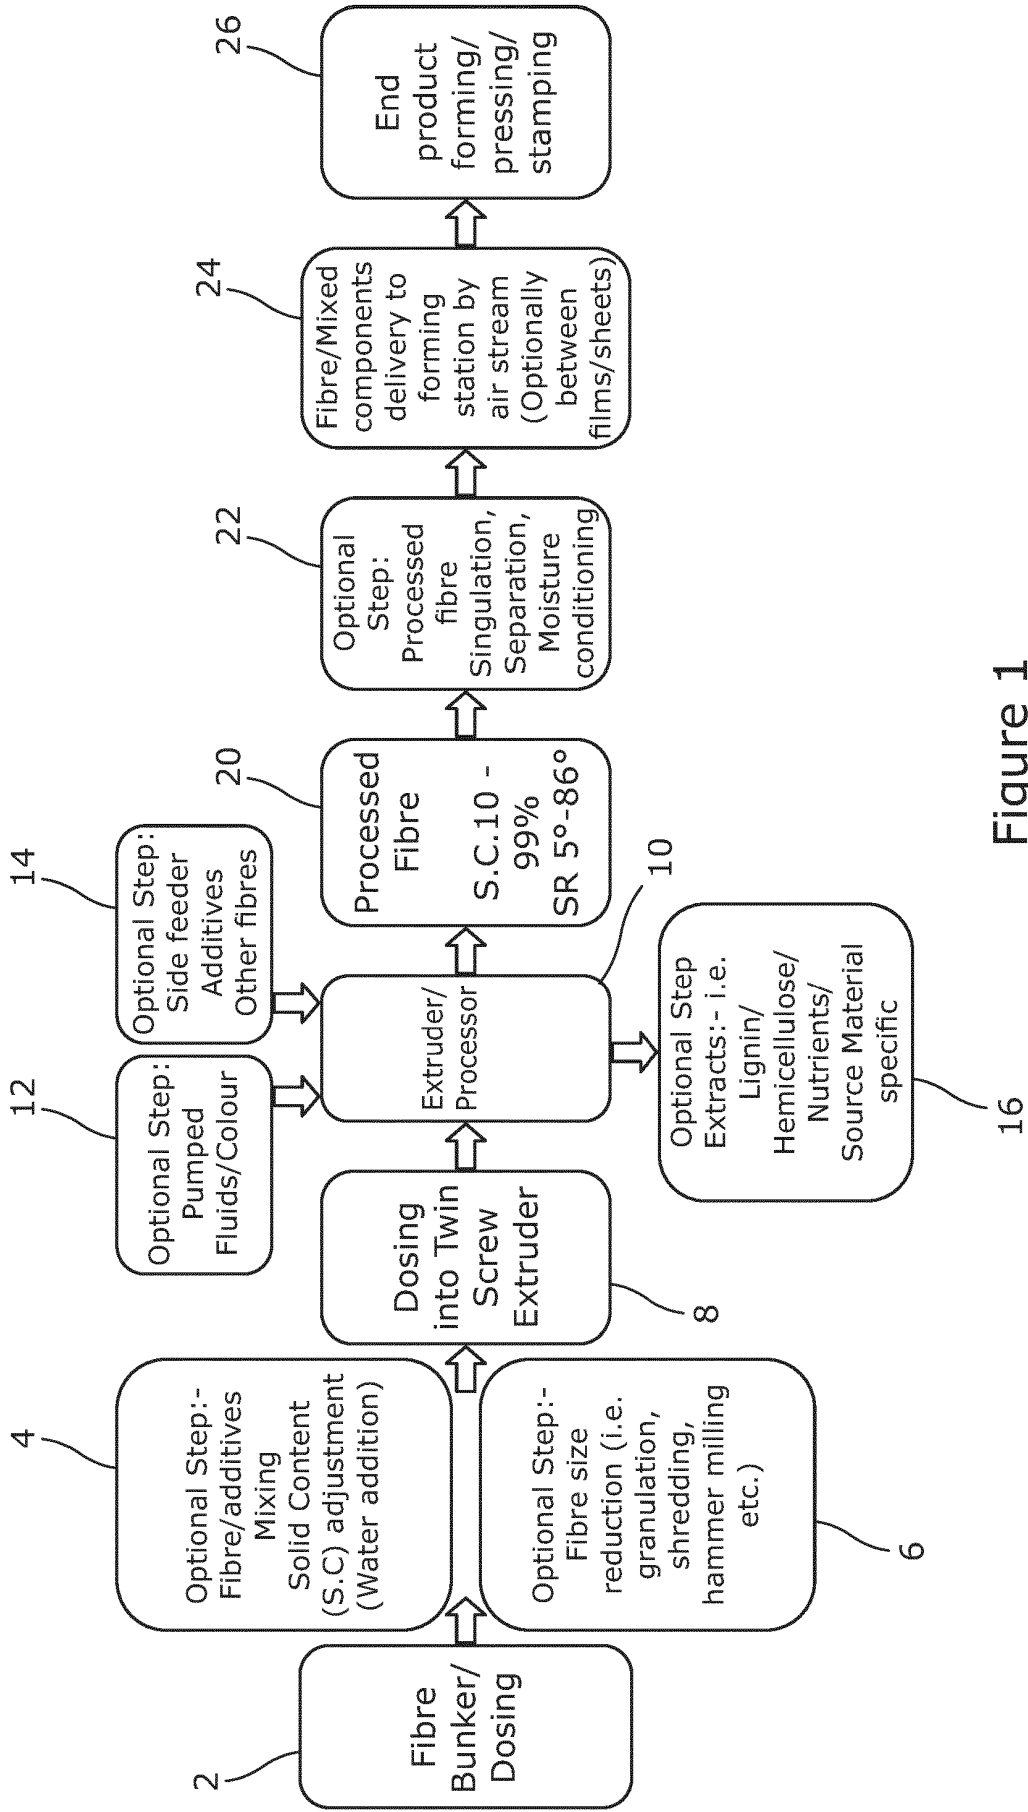 2
Fibre
Bunker/
Dosing
4
Optional Step:-
Fibre/additives
Mixing
Solid Content
(S.C) adjustment
(Water addition)
Optional Step:-
Fibre size
reduction (i.e.
granulation,
shredding,
hammer milling
etc.)
6
Dosing
into Twin
Screw
Extruder
8
12
Optional Step:
Pumped
Fluids/Colour
14
Optional Step:
Side feeder
Additives
Other fibres
Extruder/
Processor
10
Optional Step
Extracts:- i.e.
Lignin/
Hemicellulose/
Nutrients/
Source Material
specific
16
20
Processed
Fibre
S.C.10 -
99%
SR 5°-86°
22
Optional
Step:
Processed
fibre
Singulation,
Separation,
Moisture
conditioning
24
Fibre/Mixed
components
delivery to
forming
station by
air stream
(Optionally
between
films/sheets)
26
End
product
forming/
pressing/
stamping
Figure 1